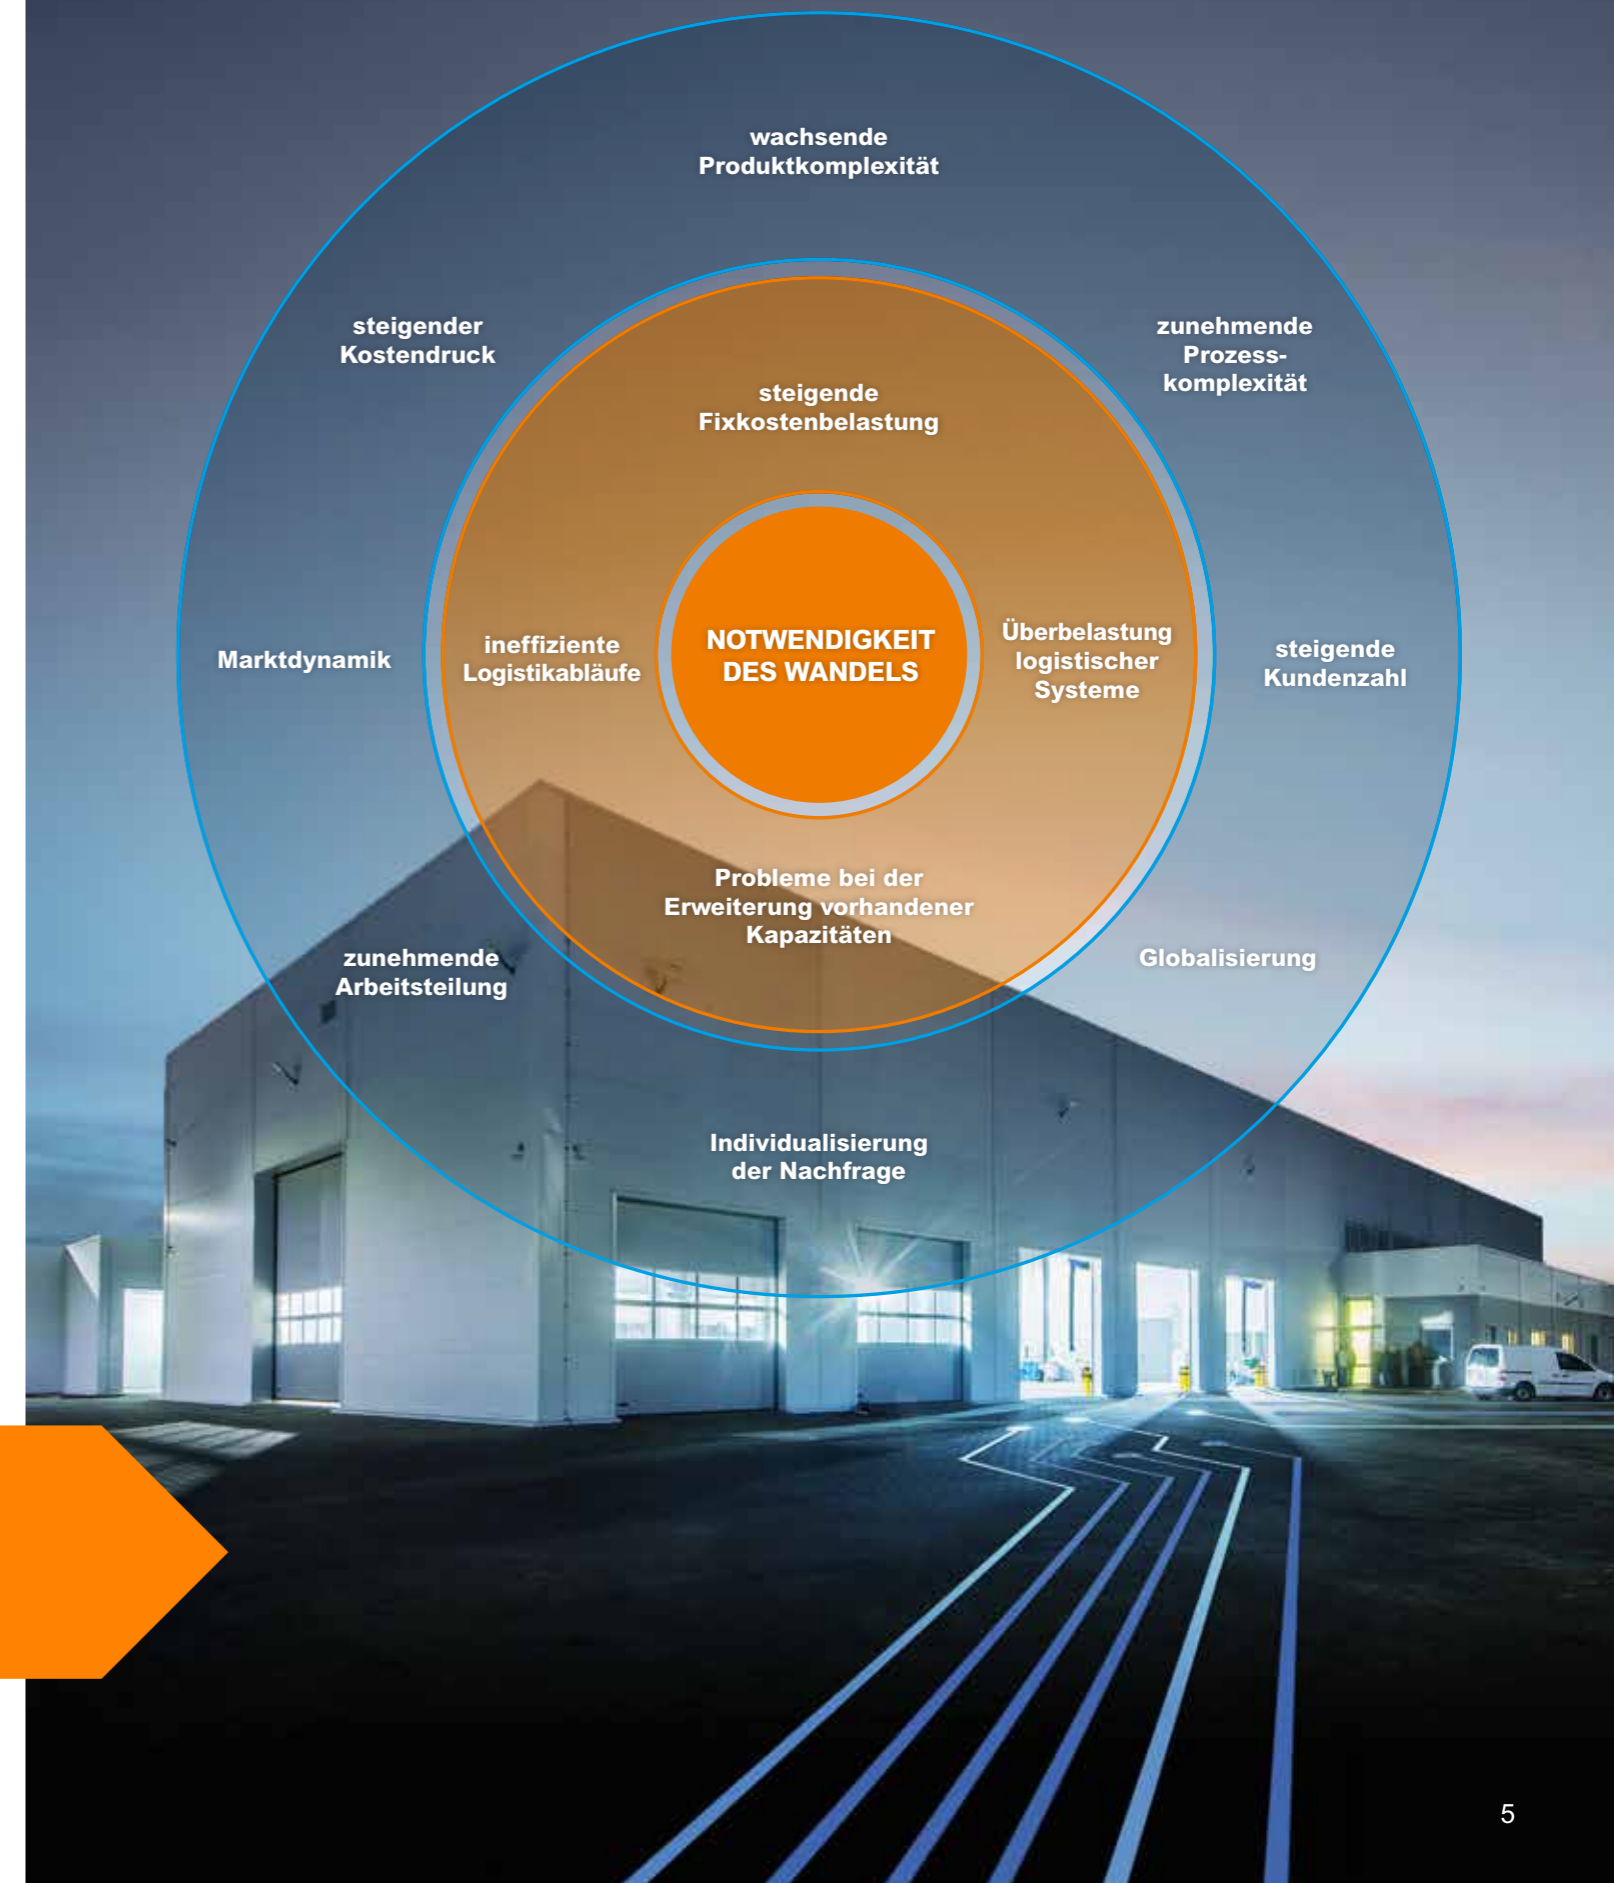 wachsende
Produktkomplexität
steigender
Kostendruck
zunehmende
Prozess-
komplexität
steigende
Fixkostenbelastung
Marktdynamik
ineffiziente
Logistikabläufe
NOTWENDIGKEIT
DES WANDELS
Überbelastung
logistischer
Systeme
steigende
Kundenzahl
Probleme bei der
Erweiterung vorhandener
Kapazitäten
zunehmende
Arbeitsteilung
Globalisierung
Individualisierung
der Nachfrage
5